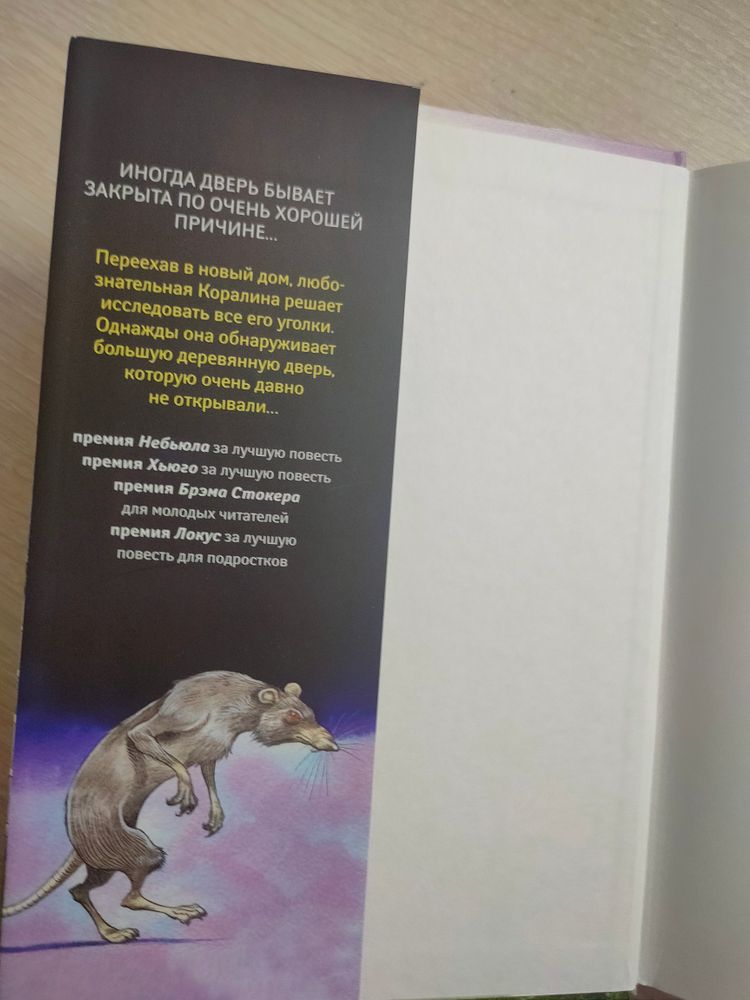 ИНОГДА ДВЕРЬ БЫВАЕТ
ЗАКРЫТА ПО ОЧЕНЬ ХОРОШЕЙ
ПРИЧИНЕ...
Переехав в новый дом, любо-
знательная Коралина решает
исследовать все его уголки.
Однажды она обнаруживает
большую деревянную дверь,
которую очень давно
не открывали...
премия Небьюла за лучшую повесть
премия Хьюго за лучшую повесть
премия Брэма Стокера
для молодых читателей
премия Локус за лучшую
повесть для подростков